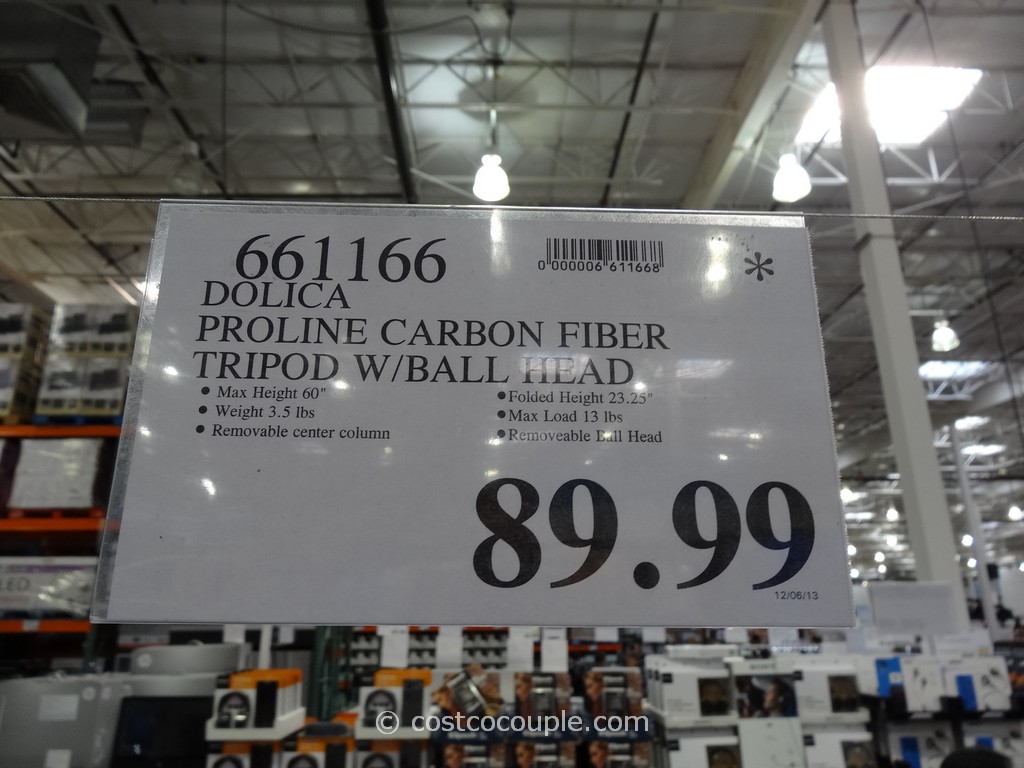 661166
0 000006 611668
*
DOLICA
PROLINE CARBON FIBER
TRIPOD W/BALL HEAD
• Max Height 60"
• Weight 3.5 lbs
• Removable center column
• Folded Height 23.25"
• Max Load 13 lbs
• Removeable Ball Head
89.99
12/06/13
LED
© costcocouple.com